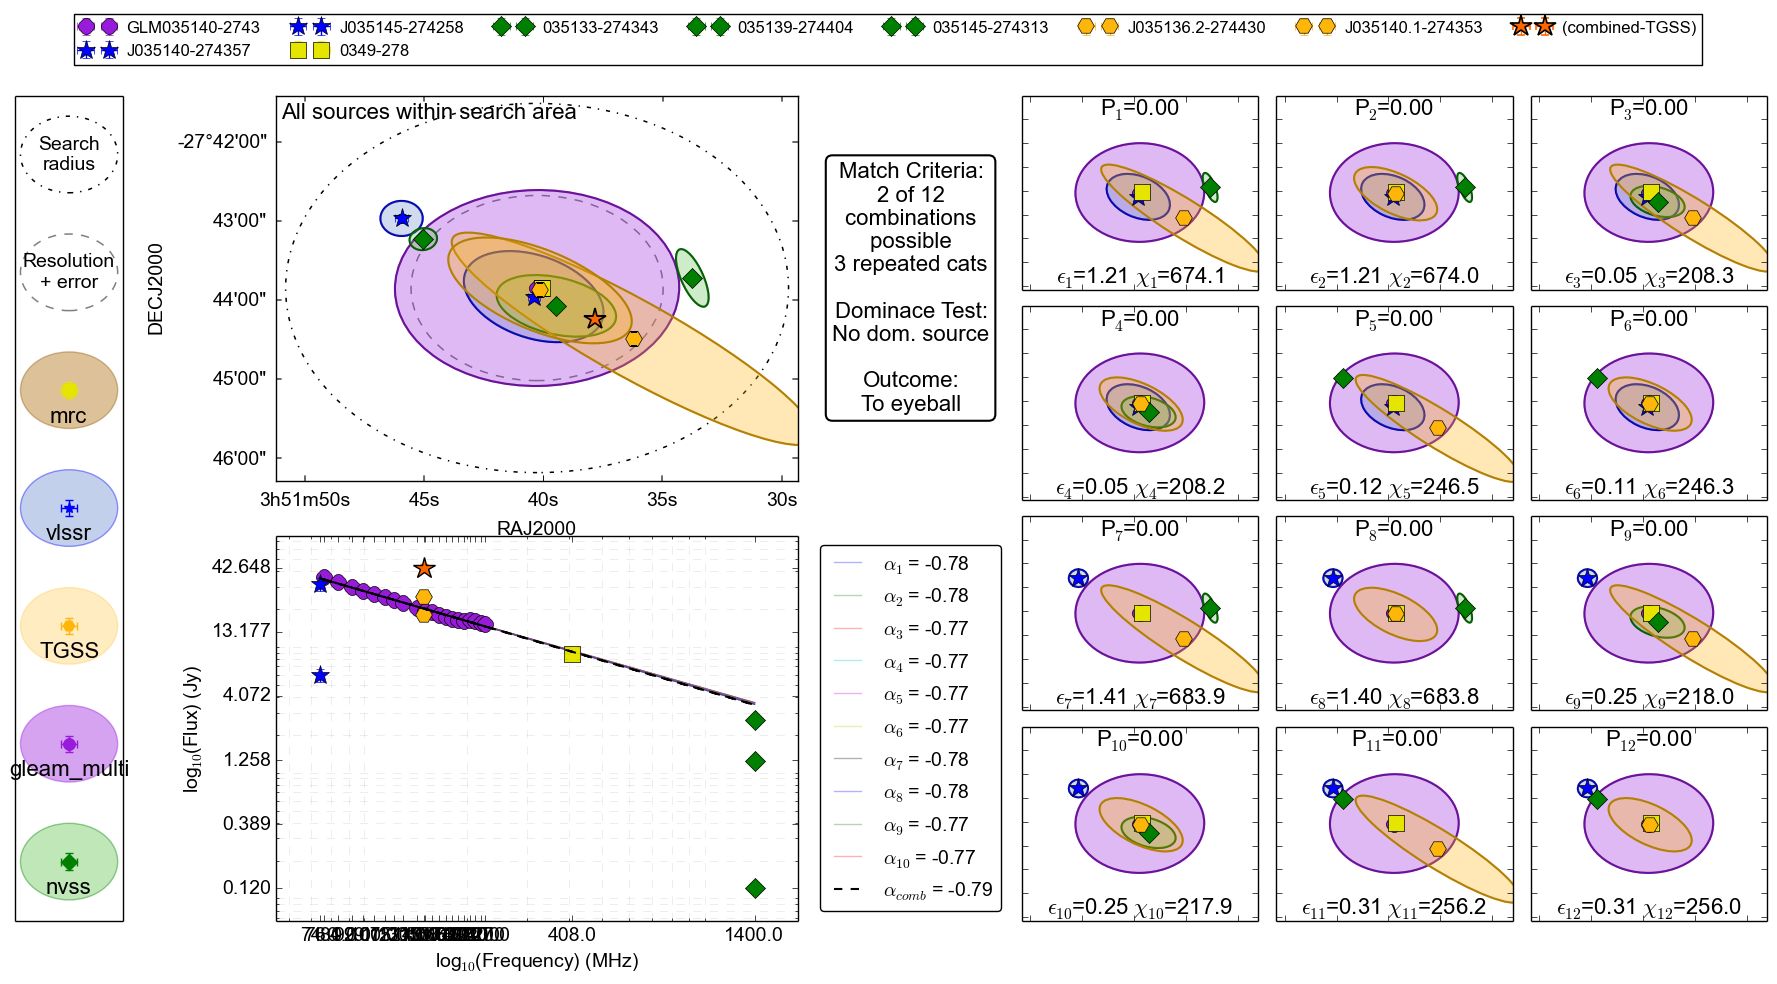 GLM035140-2743
J035145-274258
035133-274343
035139-274404
035145-274313
J035136.2-274430
J035140.1-274353
(combined-TGSS)
J035140-274357
0349-278
Search
radius
Resolution
+ error
mrc
vlssr
TGSS
gleam_multi
nvss
All sources within search area
DECJ2000
-27°42'00"
43'00"
44'00"
45'00"
46'00"
3h51m50s 45s 40s 35s 30s
RAJ2000
Match Criteria:
2 of 12
combinations
possible
3 repeated cats
Dominace Test:
No dom. source
Outcome:
To eyeball
log10(Flux) (Jy)
42.648
13.177
4.072
1.258
0.389
0.120
408.0 1400.0
log10(Frequency) (MHz)
α1 = -0.78
α2 = -0.78
α3 = -0.77
α4 = -0.77
α5 = -0.77
α6 = -0.77
α7 = -0.78
α8 = -0.78
α9 = -0.77
α10 = -0.77
αcomb = -0.79
P1=0.00
ϵ1=1.21 χ1=674.1
P2=0.00
ϵ2=1.21 χ2=674.0
P3=0.00
ϵ3=0.05 χ3=208.3
P4=0.00
ϵ4=0.05 χ4=208.2
P5=0.00
ϵ5=0.12 χ5=246.5
P6=0.00
ϵ6=0.11 χ6=246.3
P7=0.00
ϵ7=1.41 χ7=683.9
P8=0.00
ϵ8=1.40 χ8=683.8
P9=0.00
ϵ9=0.25 χ9=218.0
P10=0.00
ϵ10=0.25 χ10=217.9
P11=0.00
ϵ11=0.31 χ11=256.2
P12=0.00
ϵ12=0.31 χ12=256.0